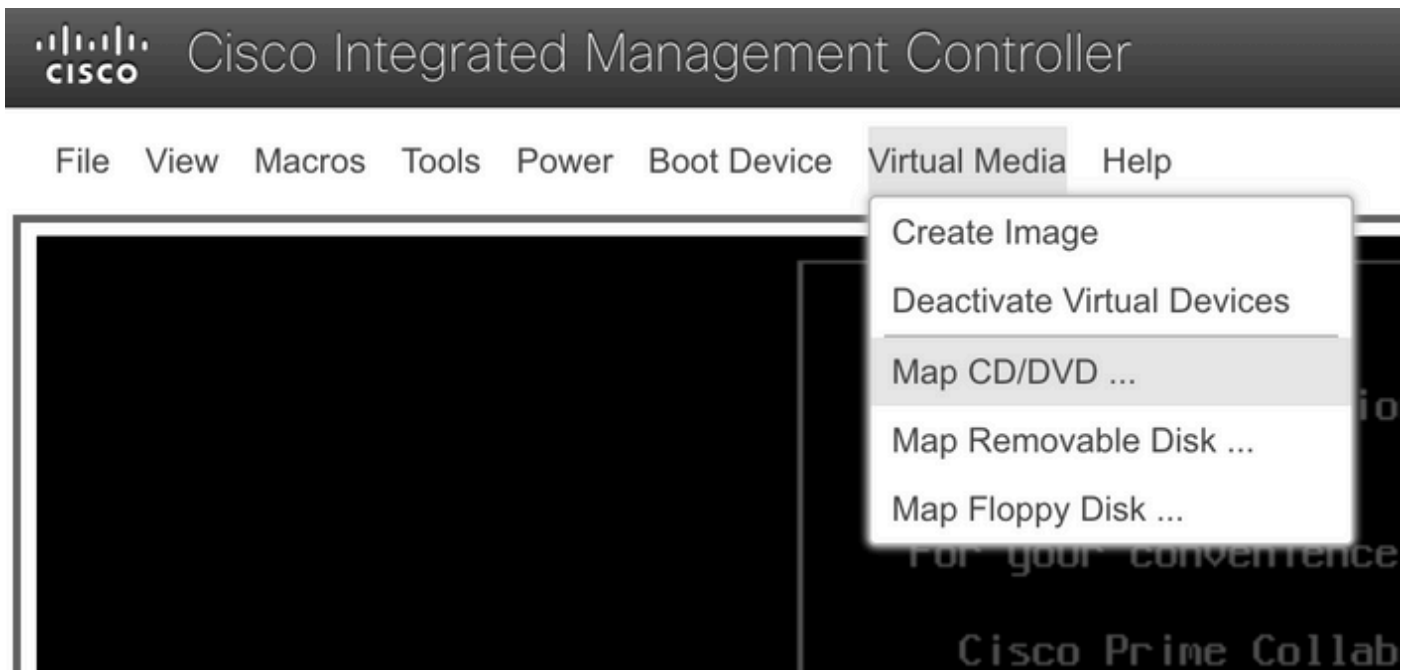 CISCO Cisco Integrated Management Controller
File View Macros Tools Power Boot Device Virtual Media Help
Create Image
Deactivate Virtual Devices
Map CD/DVD ...
Map Removable Disk ...
Map Floppy Disk ...
For your convenience
Cisco Prime Collab